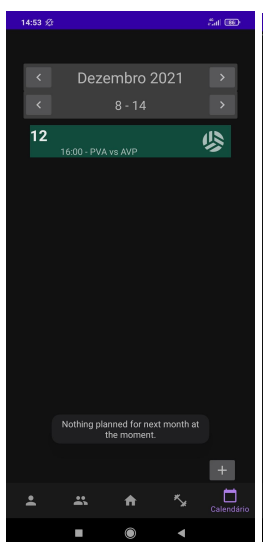 14:53
Dezembro 2021
8 - 14
12
16:00 - PVA vs AVP
Nothing planned for next month at
the moment.
+
Calendário